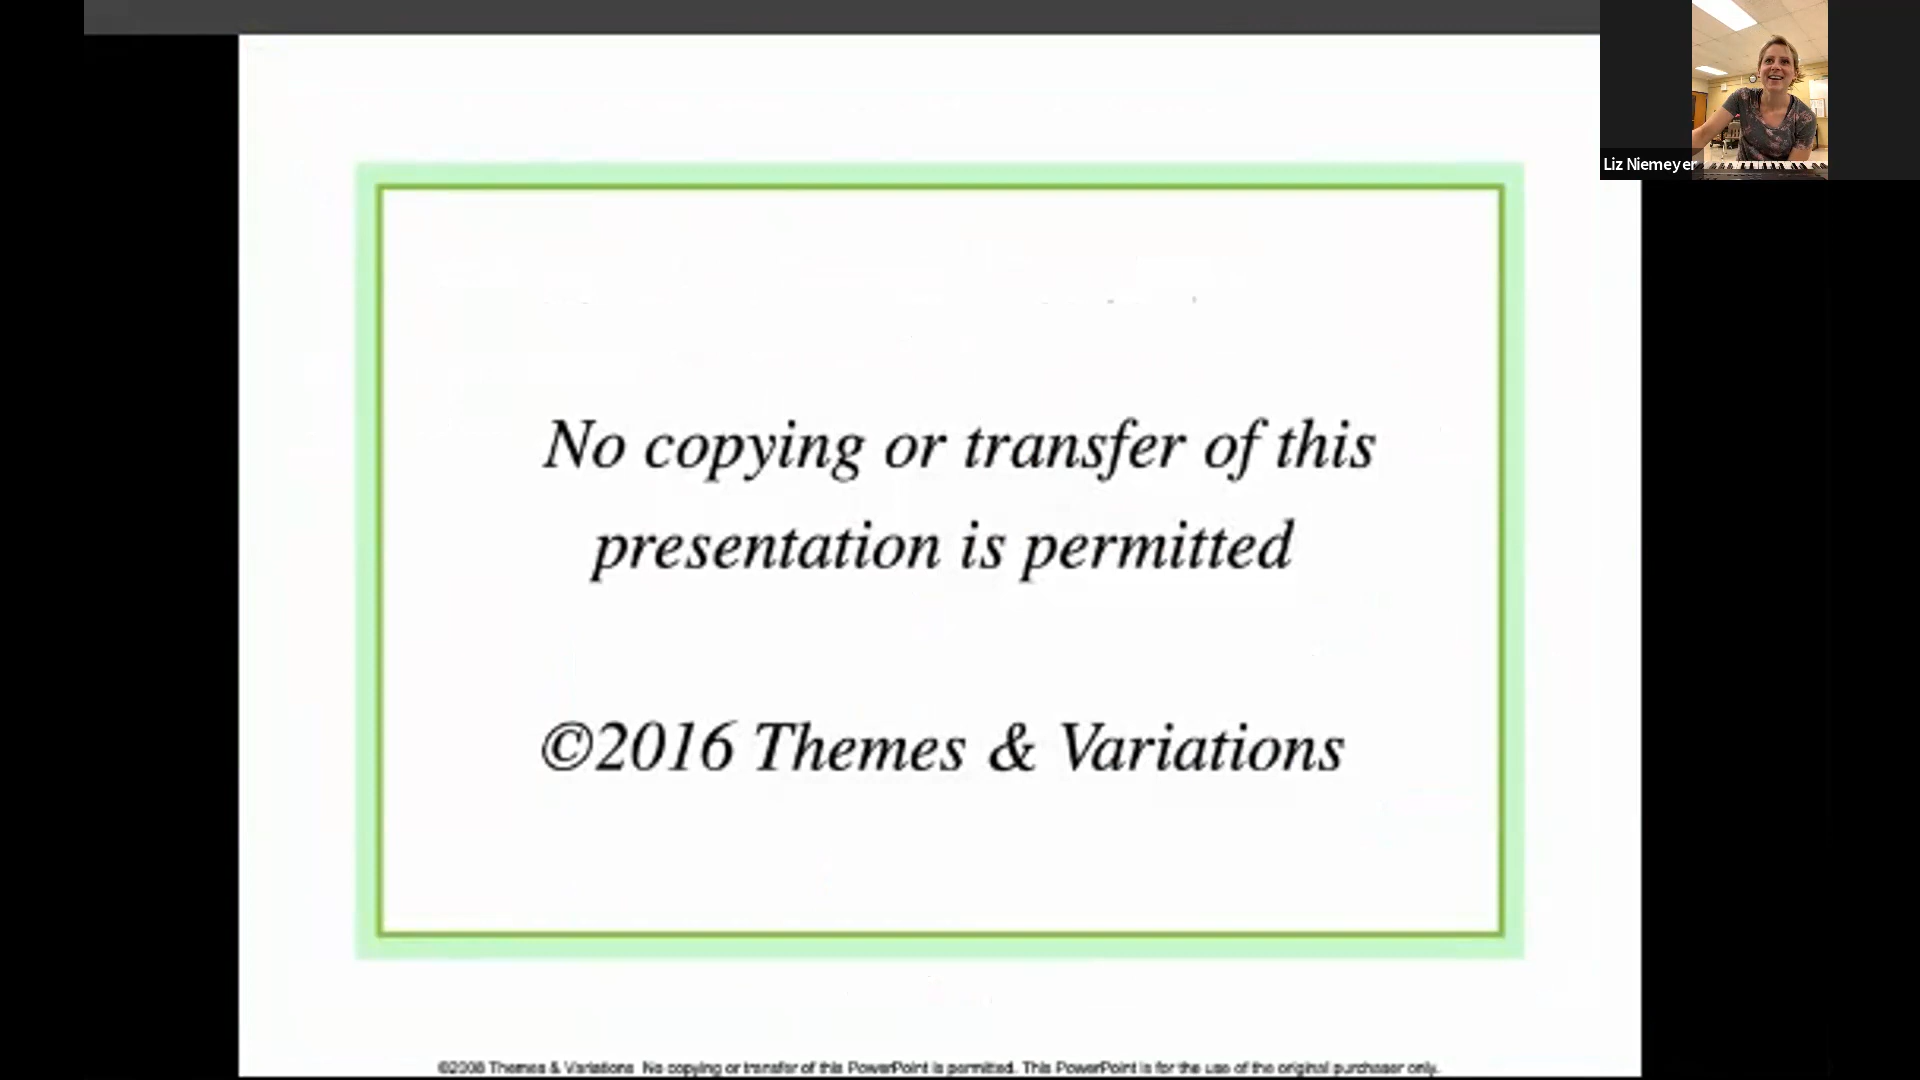 Liz Niemeyer
No copying or transfer of this
presentation is permitted
©2016 Themes & Variations
©2008 Themes & Variations No copying or transfer of this PowerPoint is permitted. This PowerPoint is for the use of the original purchaser only.